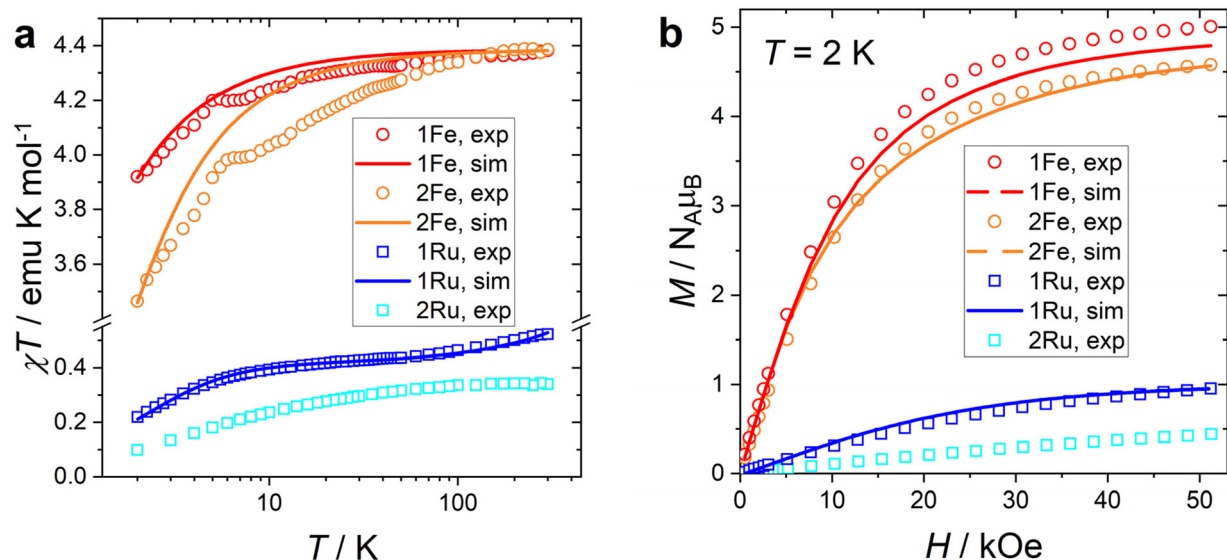 a
χT / emu K mol⁻¹
4.4
4.2
4.0
3.8
3.6
0.4
0.2
0.0
1Fe, exp
1Fe, sim
2Fe, exp
2Fe, sim
1Ru, exp
1Ru, sim
2Ru, exp
10
100
T / K
b
T = 2 K
M / NAμB
5
4
3
2
1
0
1Fe, exp
1Fe, sim
2Fe, exp
2Fe, sim
1Ru, exp
1Ru, sim
2Ru, exp
0
10
20
30
40
50
H / kOe